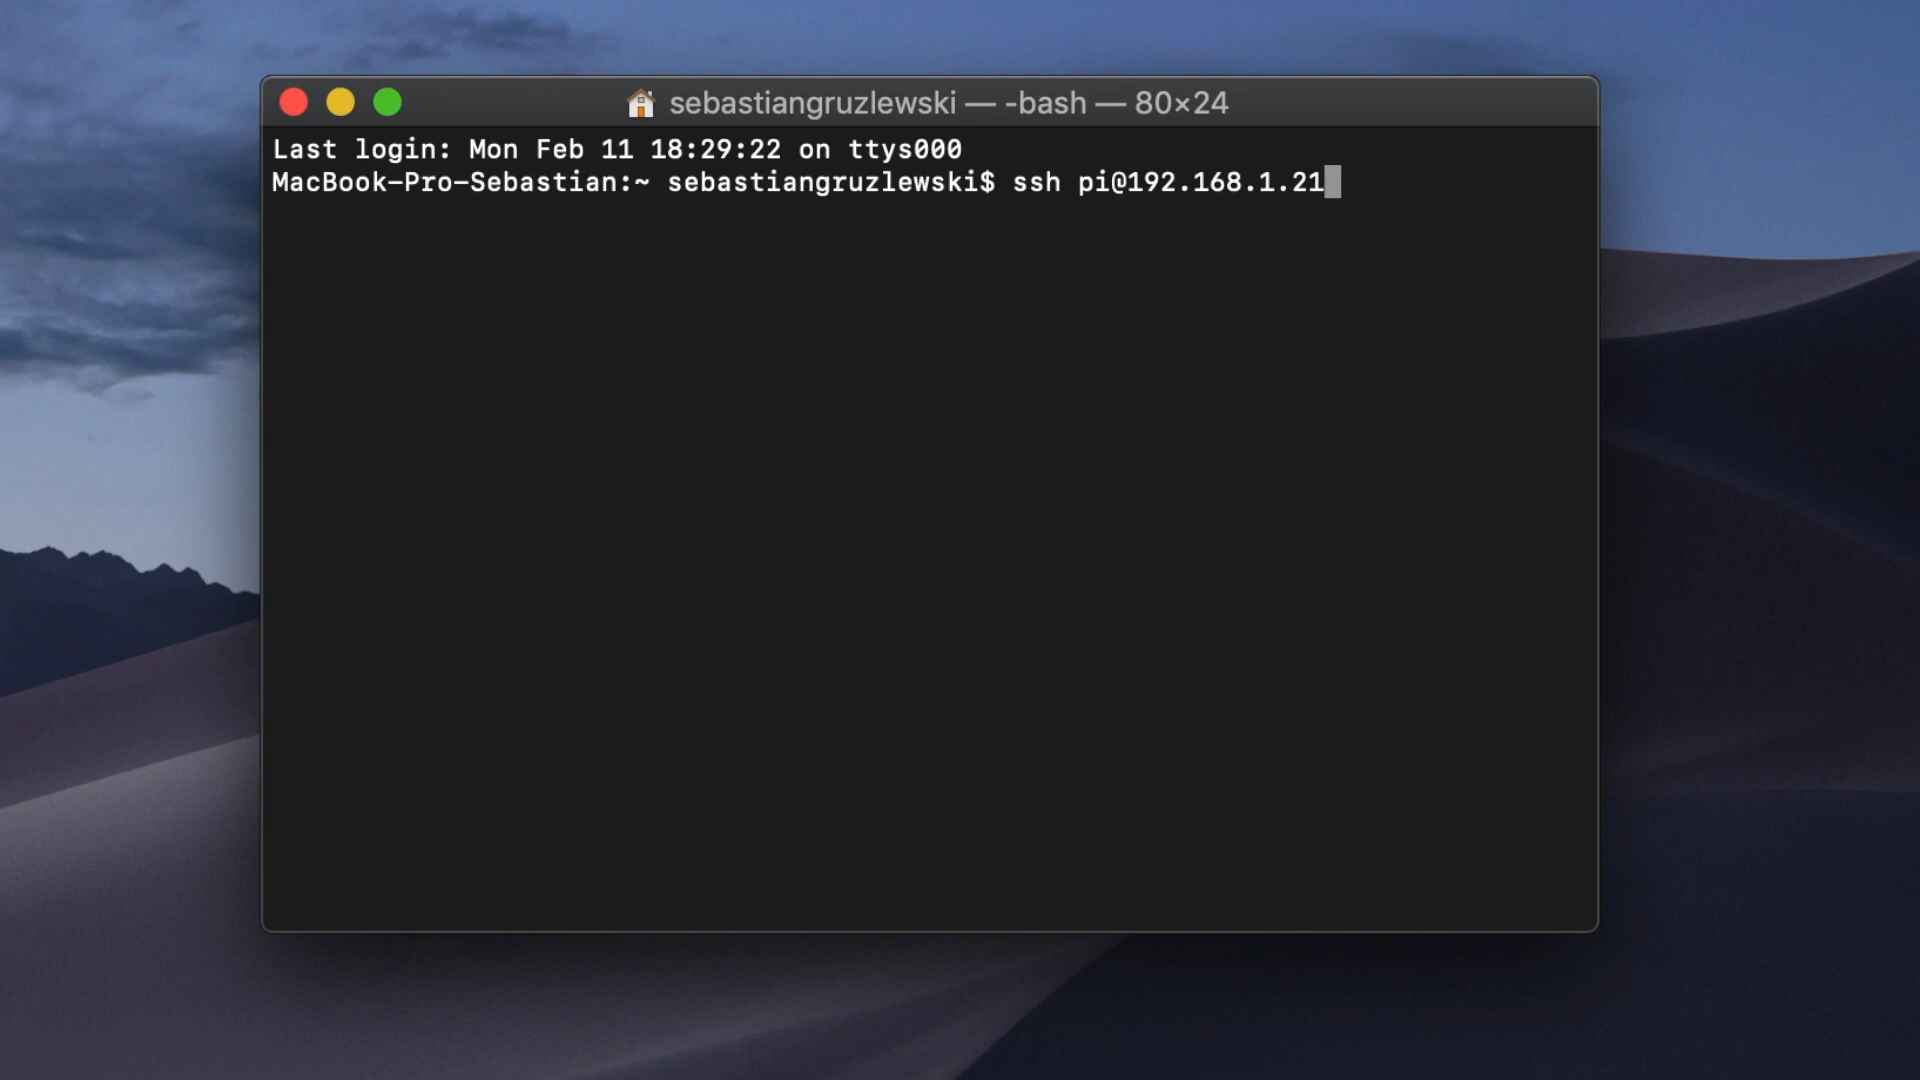 sebastiangruzlewski — -bash — 80×24
Last login: Mon Feb 11 18:29:22 on ttys000
MacBook-Pro-Sebastian:~ sebastiangruzlewski$ ssh pi@192.168.1.21